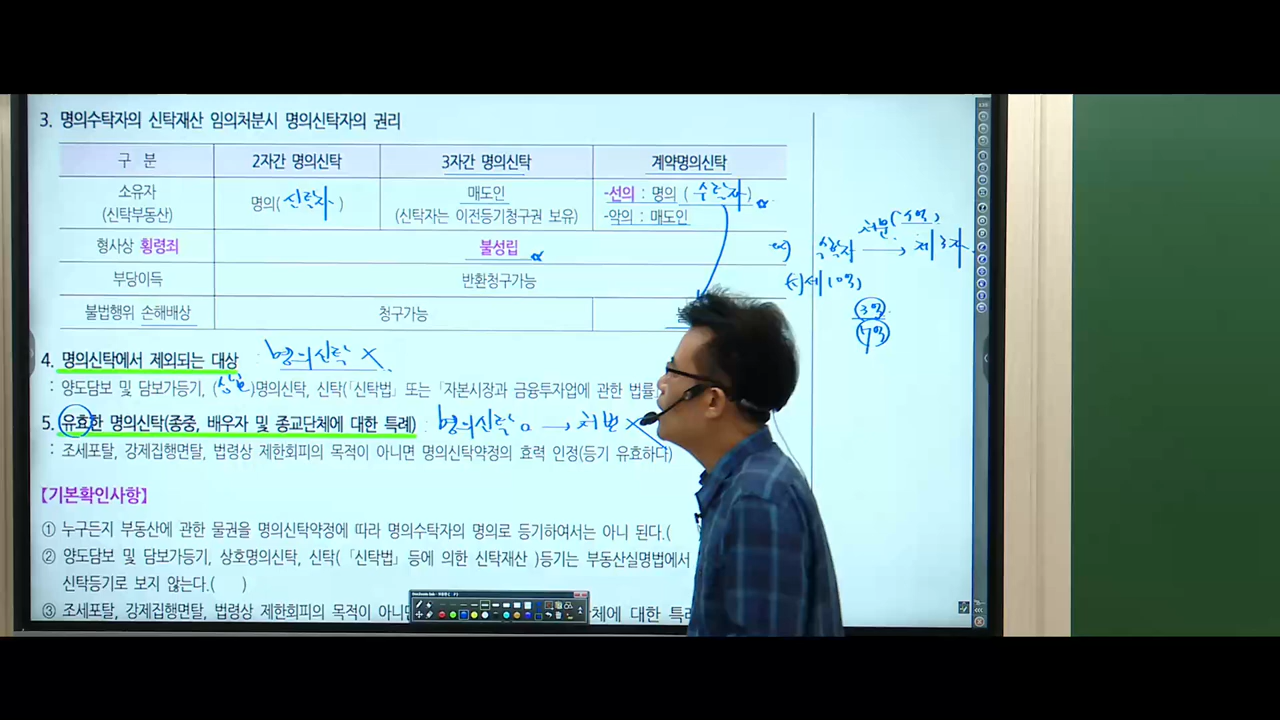 3. 명의수탁자의 신탁재산 임의처분시 명의신탁자의 권리
구 분 2자간 명의신탁 3자간 명의신탁 계약명의신탁
소유자 (신탁부동산) 명의( 신탁자 ) 매도인 (신탁자는 이전등기청구권 보유) -선의 : 명의 ( 수탁자 ) -악의 : 매도인
형사상 횡령죄 불성립
부당이득 반환청구가능
불법행위 손해배상 청구가능
처분(7억)
ex) 수탁자 → 제3자
시세 10억
3억
7억
4. 명의신탁에서 제외되는 대상 : 명의신탁 X
: 양도담보 및 담보가등기, (상호)명의신탁, 신탁(「신탁법」 또는 「자본시장과 금융투자업에 관한 법률」
5. 유효한 명의신탁(종중, 배우자 및 종교단체에 대한 특례) : 명의신탁 o → 처벌 X
: 조세포탈, 강제집행면탈, 법령상 제한회피의 목적이 아니면 명의신탁약정의 효력 인정(등기 유효하다)
【기본확인사항】
① 누구든지 부동산에 관한 물권을 명의신탁약정에 따라 명의수탁자의 명의로 등기하여서는 아니 된다.(
② 양도담보 및 담보가등기, 상호명의신탁, 신탁(「신탁법」 등에 의한 신탁재산 )등기는 부동산실명법에서
신탁등기로 보지 않는다.( )
③ 조세포탈, 강제집행면탈, 법령상 제한회피의 목적이 아니면 단체에 대한 특례